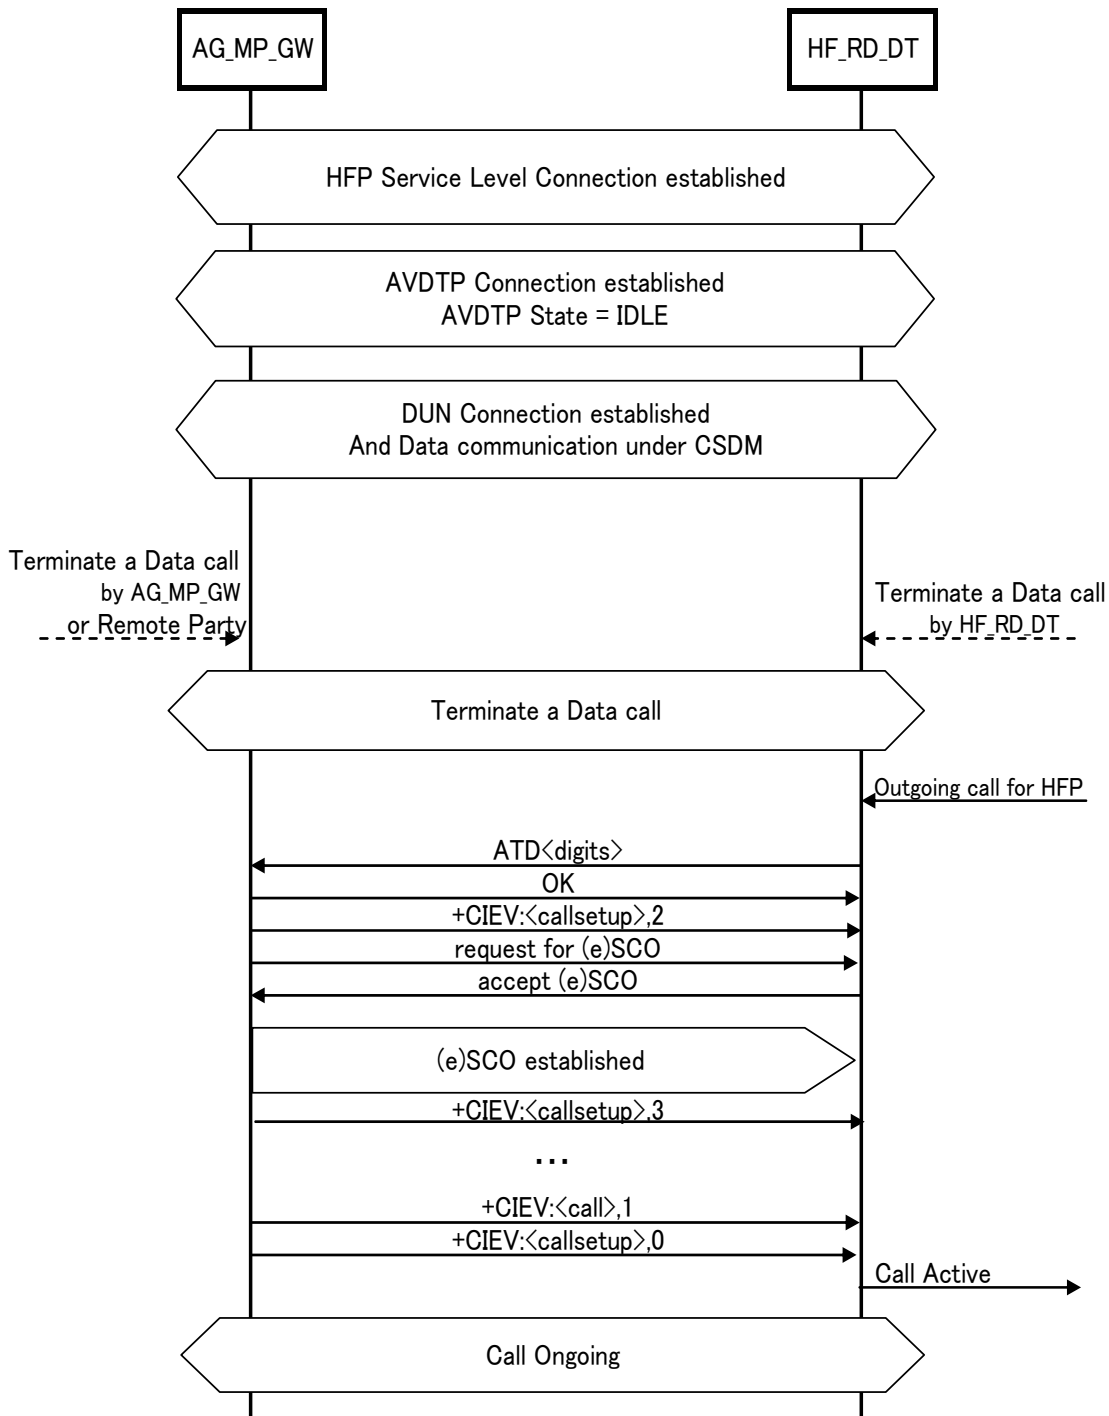 AG_MP_GW
HF_RD_DT
HFP Service Level Connection established
AVDTP Connection established
AVDTP State = IDLE
DUN Connection established
And Data communication under CSDM
Terminate a Data call
by AG_MP_GW
or Remote Party
Terminate a Data call
by HF_RD_DT
Terminate a Data call
Outgoing call for HFP
ATD<digits>
OK
+CIEV:<callsetup>,2
request for (e)SCO
accept (e)SCO
(e)SCO established
+CIEV:<callsetup>,3
...
+CIEV:<call>,1
+CIEV:<callsetup>,0
Call Active
Call Ongoing